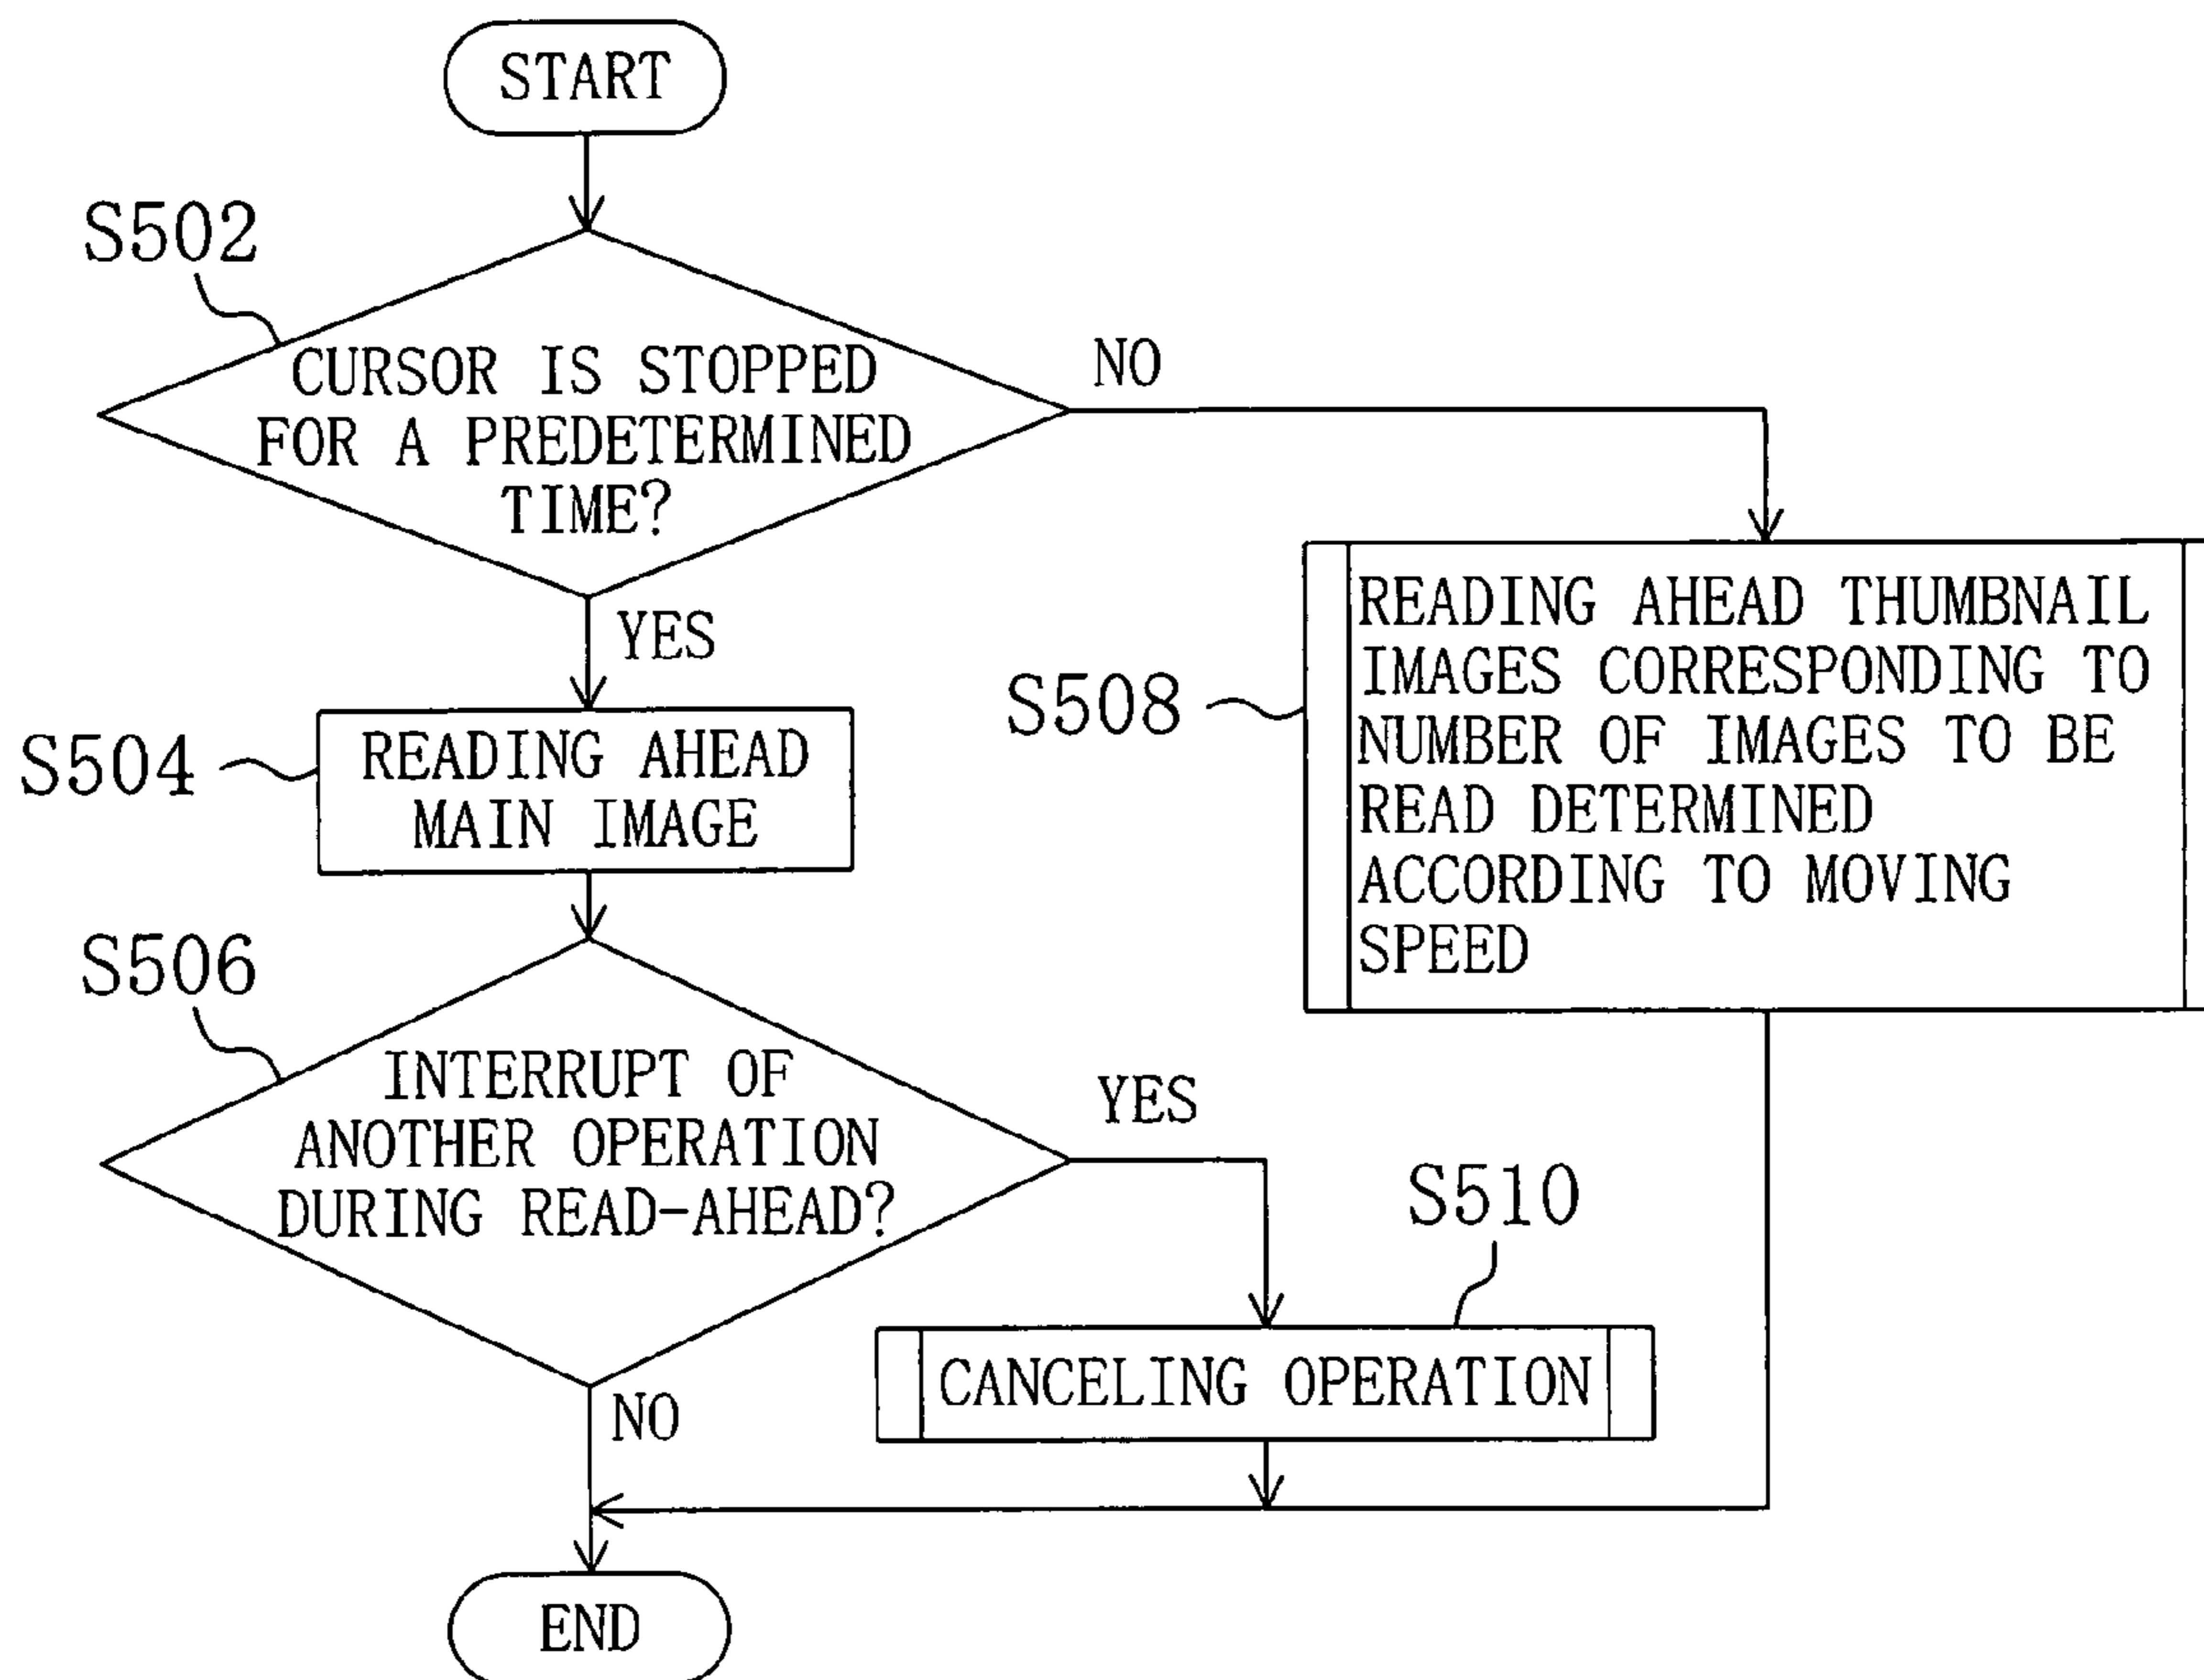 START
S502
CURSOR IS STOPPED
FOR A PREDETERMINED
TIME?
NO
YES
S504
READING AHEAD
MAIN IMAGE
S508
READING AHEAD THUMBNAIL
IMAGES CORRESPONDING TO
NUMBER OF IMAGES TO BE
READ DETERMINED
ACCORDING TO MOVING
SPEED
S506
INTERRUPT OF
ANOTHER OPERATION
DURING READ-AHEAD?
YES
S510
CANCELING OPERATION
NO
END